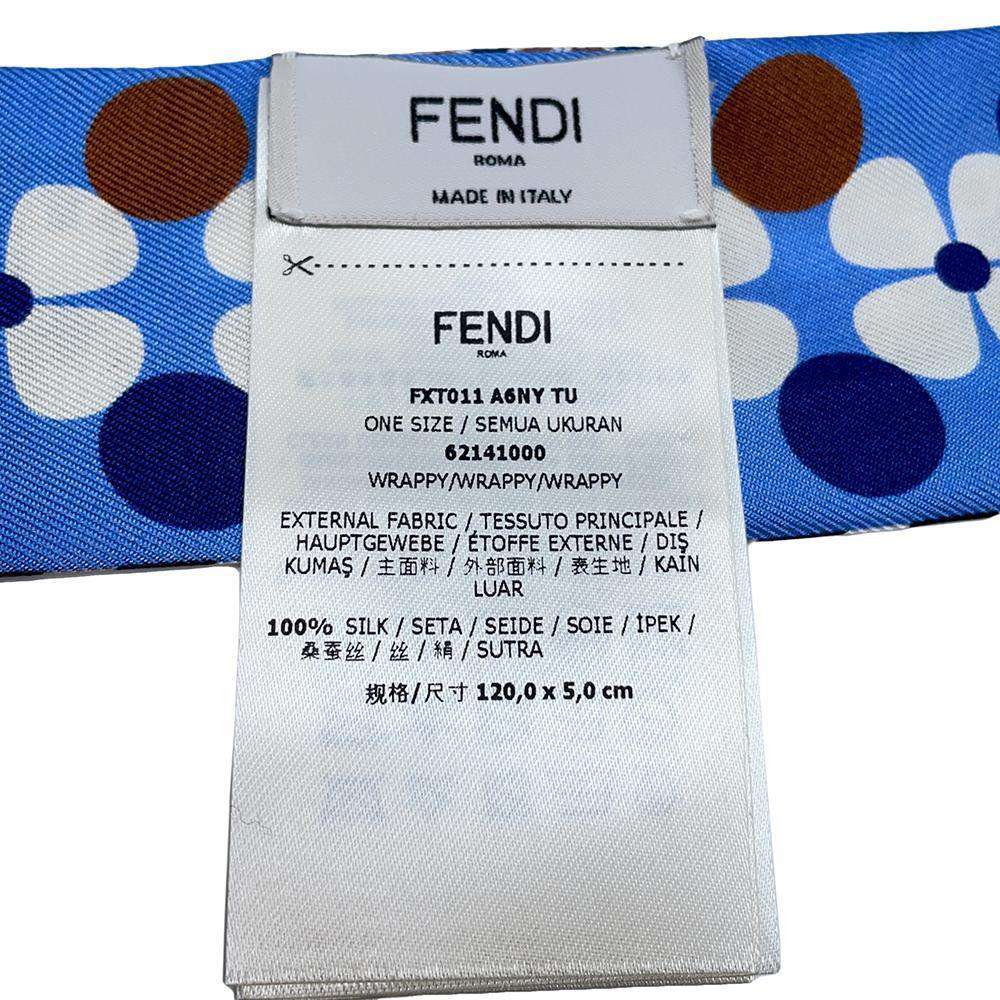 FENDI
ROMA
MADE IN ITALY
FENDI
ROMA
FXT011 A6NY TU
ONE SIZE / SEMUA UKURAN
62141000
WRAPPY/WRAPPY/WRAPPY
EXTERNAL FABRIC / TESSUTO PRINCIPALE /
HAUPTGEWEBE / ÉTOFFE EXTERNE / DIŞ
KUMAŞ / 主面料 / 外部面料 / 表生地 / KAIN
LUAR
100% SILK / SETA / SEIDE / SOIE / İPEK /
桑蚕丝 / 丝 / 絹 / SUTRA
规格/尺寸 120,0 x 5,0 cm